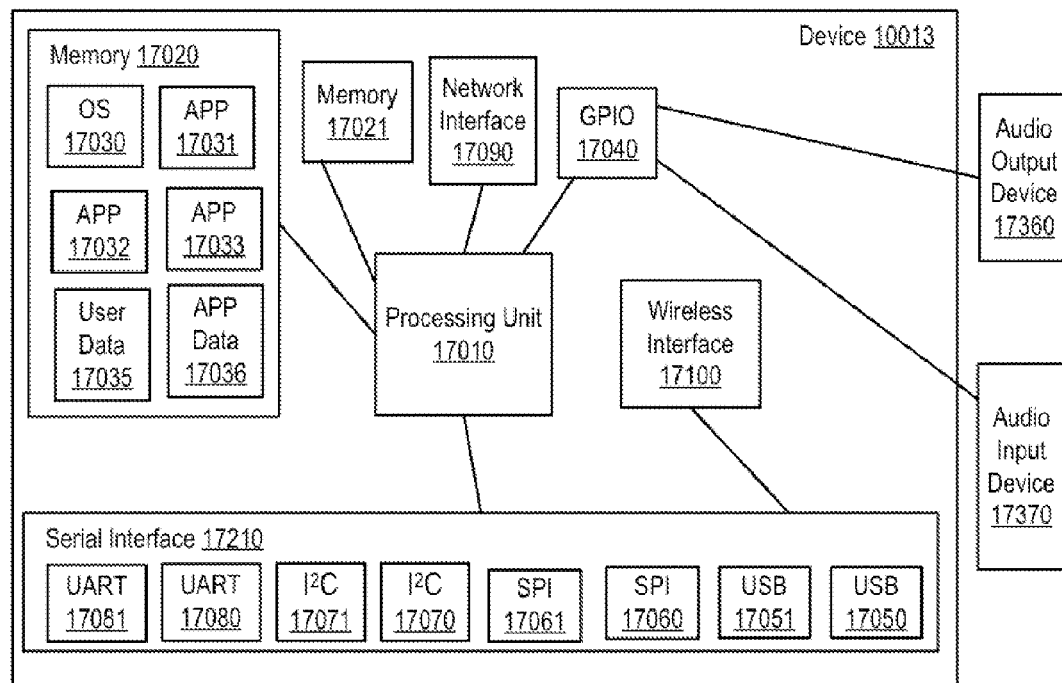 Device 10013
Memory 17020
OS
17030
APP
17031
APP
17032
APP
17033
User
Data
17035
APP
Data
17036
Memory
17021
Network
Interface
17090
GPIO
17040
Audio
Output
Device
17360
Processing Unit
17010
Wireless
Interface
17100
Audio
Input
Device
17370
Serial Interface 17210
UART
17081
UART
17080
I²C
17071
I²C
17070
SPI
17061
SPI
17060
USB
17051
USB
17050